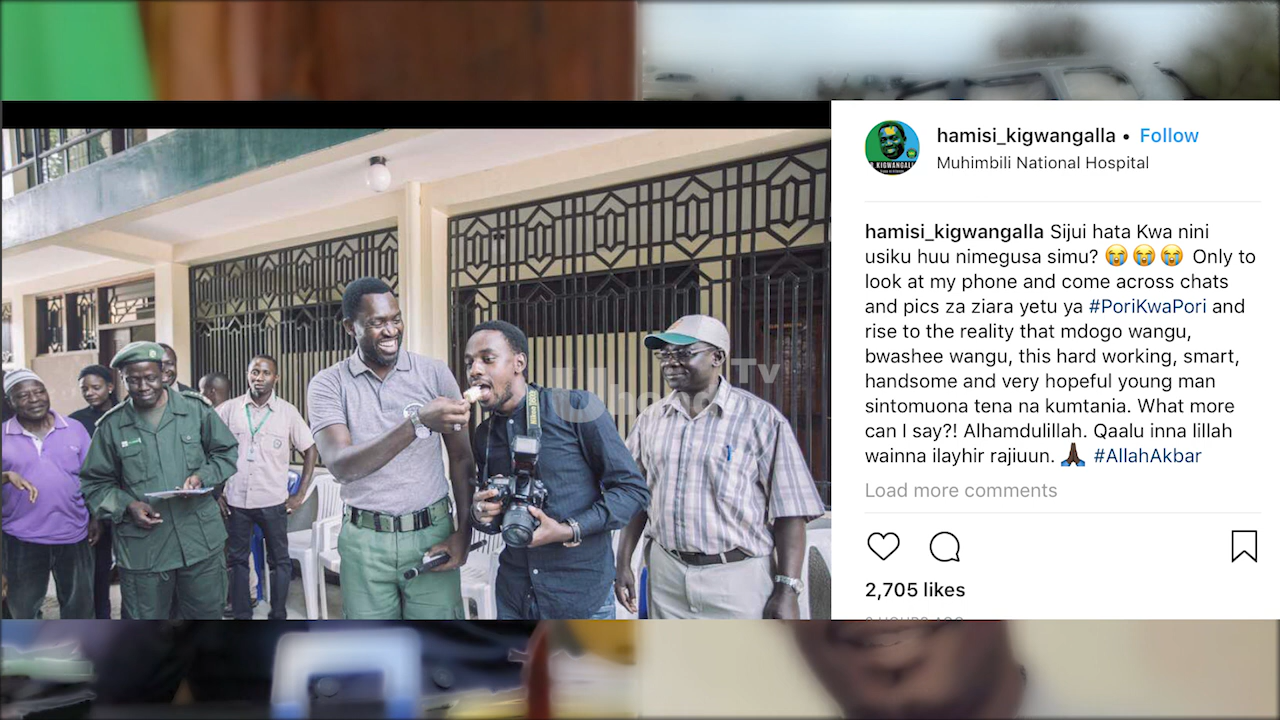 hamisi_kigwangalla • Follow
Muhimbili National Hospital
hamisi_kigwangalla Sijui hata Kwa nini
usiku huu nimegusa simu? 😭😭😭 Only to
look at my phone and come across chats
and pics za ziara yetu ya #PoriKwaPori and
rise to the reality that mdogo wangu,
bwashee wangu, this hard working, smart,
handsome and very hopeful young man
sintomuona tena na kumtania. What more
can I say?! Alhamdulillah. Qaalu inna lillah
wainna ilayhir rajiuun. 🙏🏿 #AllahAkbar
Load more comments
2,705 likes
Tv